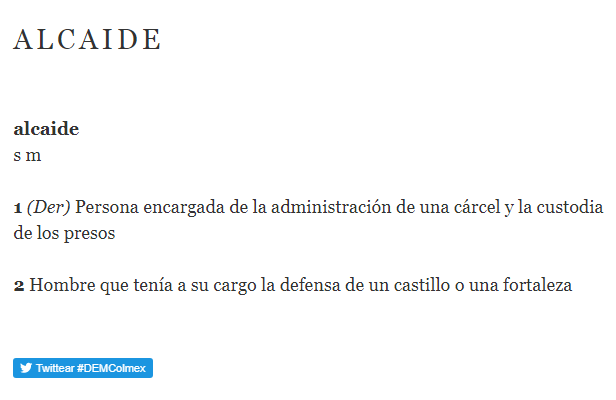 ALCAIDE
alcaide
s m
1 (Der) Persona encargada de la administración de una cárcel y la custodia
de los presos
2 Hombre que tenía a su cargo la defensa de un castillo o una fortaleza
Twittear #DEMColmex